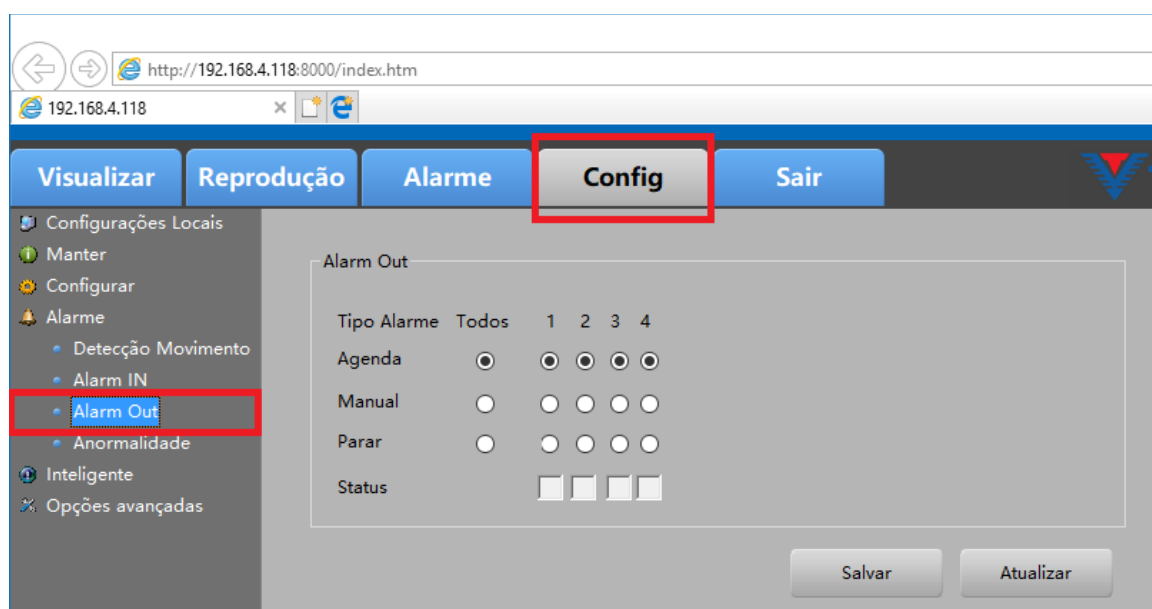 http://192.168.4.118:8000/index.htm
192.168.4.118
Visualizar Reprodução Alarme Config Sair
Configurações Locais
Manter
Configurar
Alarme
Detecção Movimento
Alarm IN
Alarm Out
Anormalidade
Inteligente
Opções avançadas
Alarm Out
Tipo Alarme Todos 1 2 3 4
Agenda
Manual
Parar
Status
Salvar Atualizar